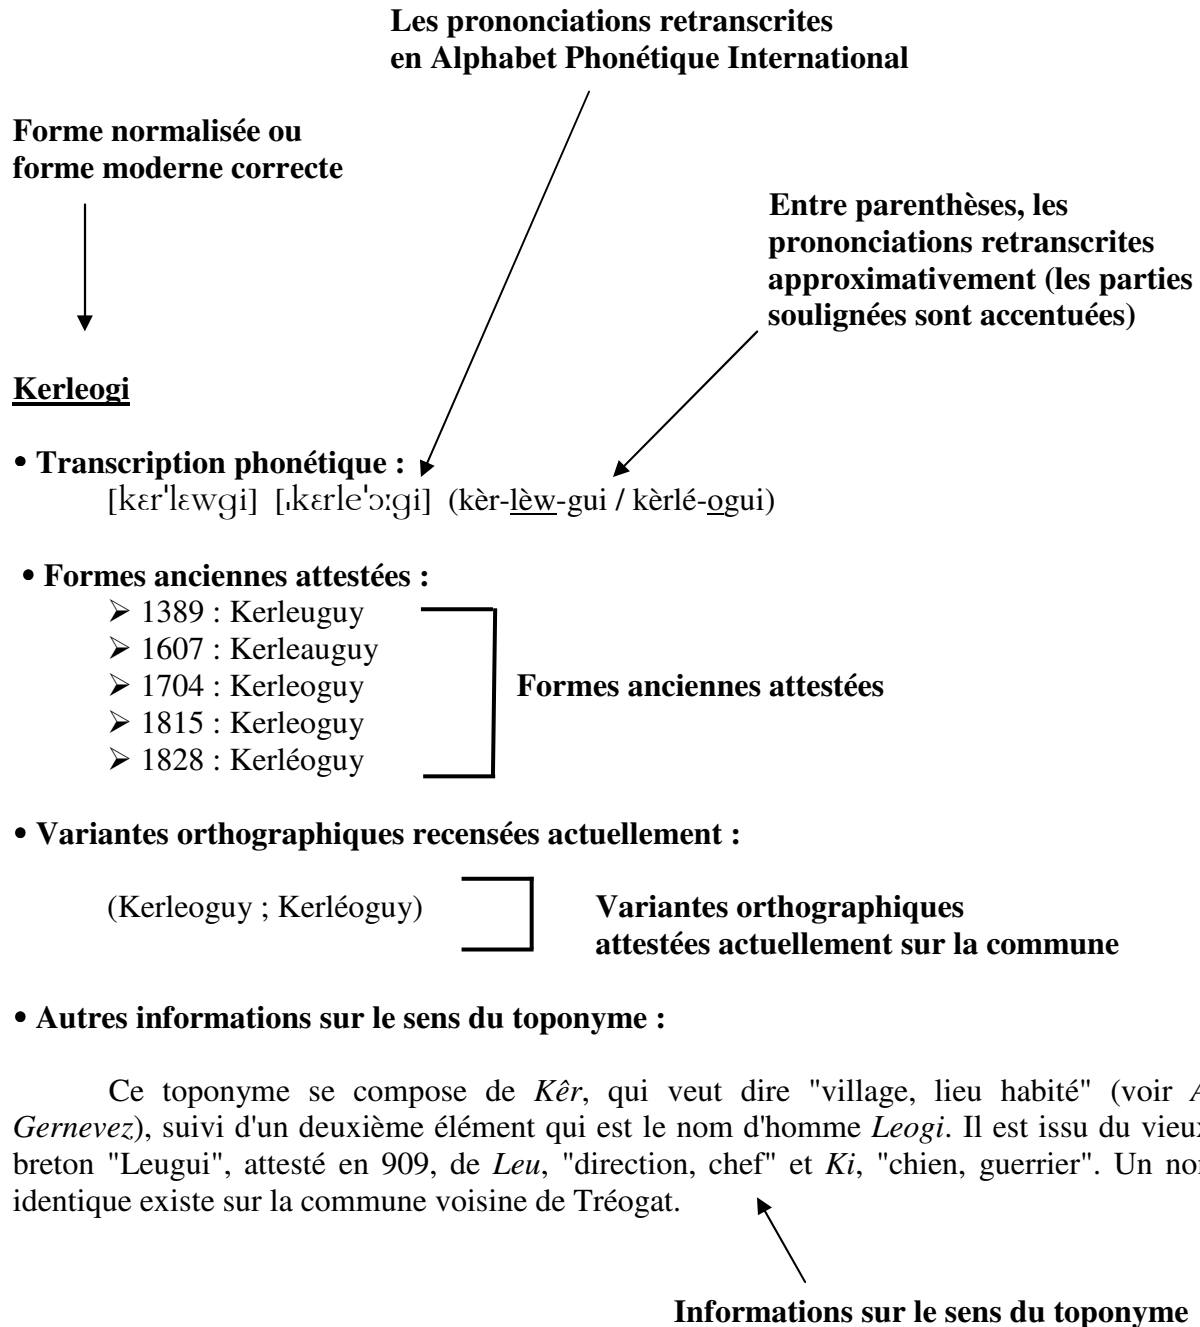 Les prononciations retranscrites
en Alphabet Phonétique International
Forme normalisée ou
forme moderne correcte
Entre parenthèses, les
prononciations retranscrites
approximativement (les parties
soulignées sont accentuées)
Kerleogi
• Transcription phonétique :
[kɛr'lɛwgi] [ˌkɛrle'ɔːgi] (kèr-lèw-gui / kèrlé-ogui)
• Formes anciennes attestées :
➢ 1389 : Kerleuguy
➢ 1607 : Kerleauguy
➢ 1704 : Kerleoguy
➢ 1815 : Kerleoguy
➢ 1828 : Kerléoguy
Formes anciennes attestées
• Variantes orthographiques recensées actuellement :
(Kerleoguy ; Kerléoguy)
Variantes orthographiques
attestées actuellement sur la commune
• Autres informations sur le sens du toponyme :
Ce toponyme se compose de Kêr, qui veut dire "village, lieu habité" (voir
Gernevez), suivi d'un deuxième élément qui est le nom d'homme Leogi. Il est issu du vieux
breton "Leugui", attesté en 909, de Leu, "direction, chef" et Ki, "chien, guerrier". Un
identique existe sur la commune voisine de Tréogat.
Informations sur le sens du toponyme